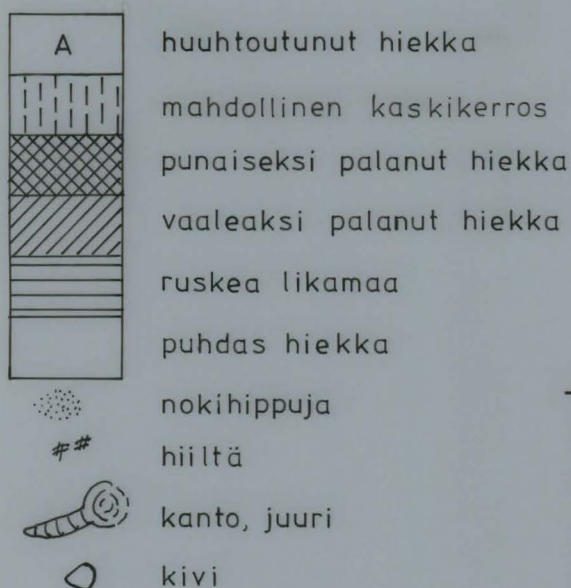 A huuhtoutunut hiekka
mahdollinen kaskikerros
punaiseksi palanut hiekka
vaaleaksi palanut hiekka
ruskea likamaa
puhdas hiekka
nokihippuja
hiiltä
kanto, juuri
kivi